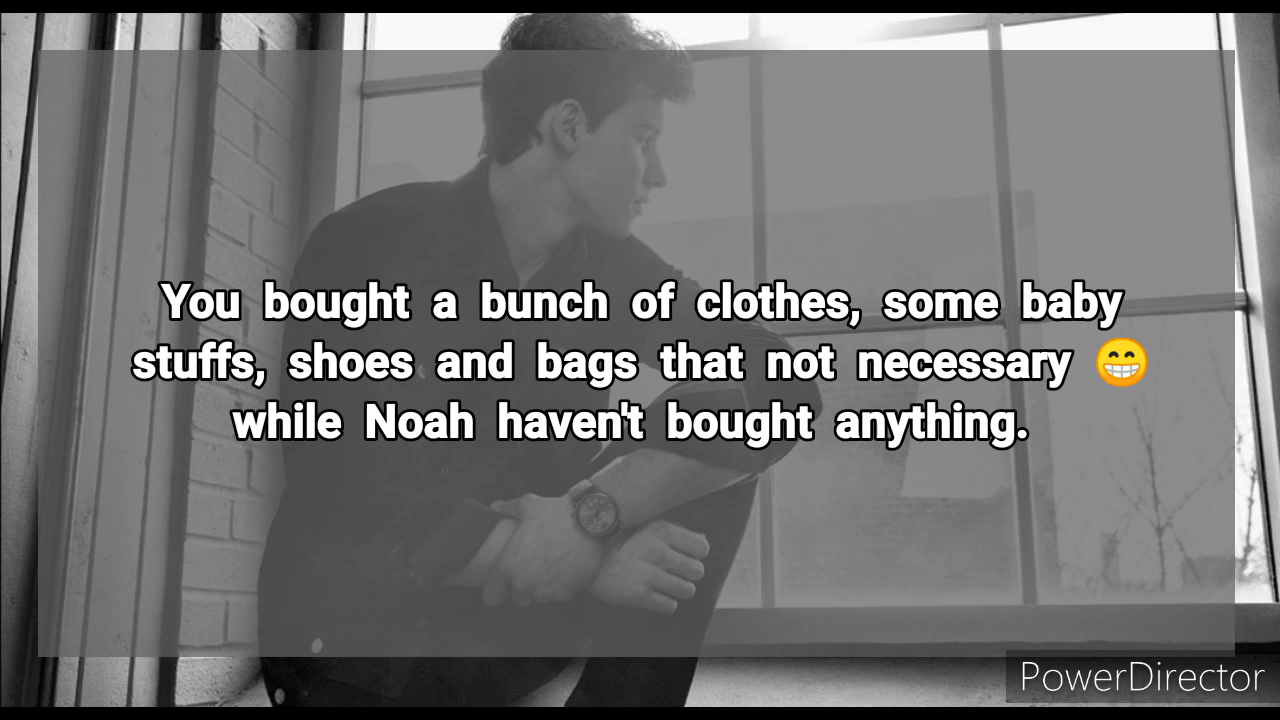 You bought a bunch of clothes, some baby
stuffs, shoes and bags that not necessary 😁
while Noah haven't bought anything.
PowerDirector